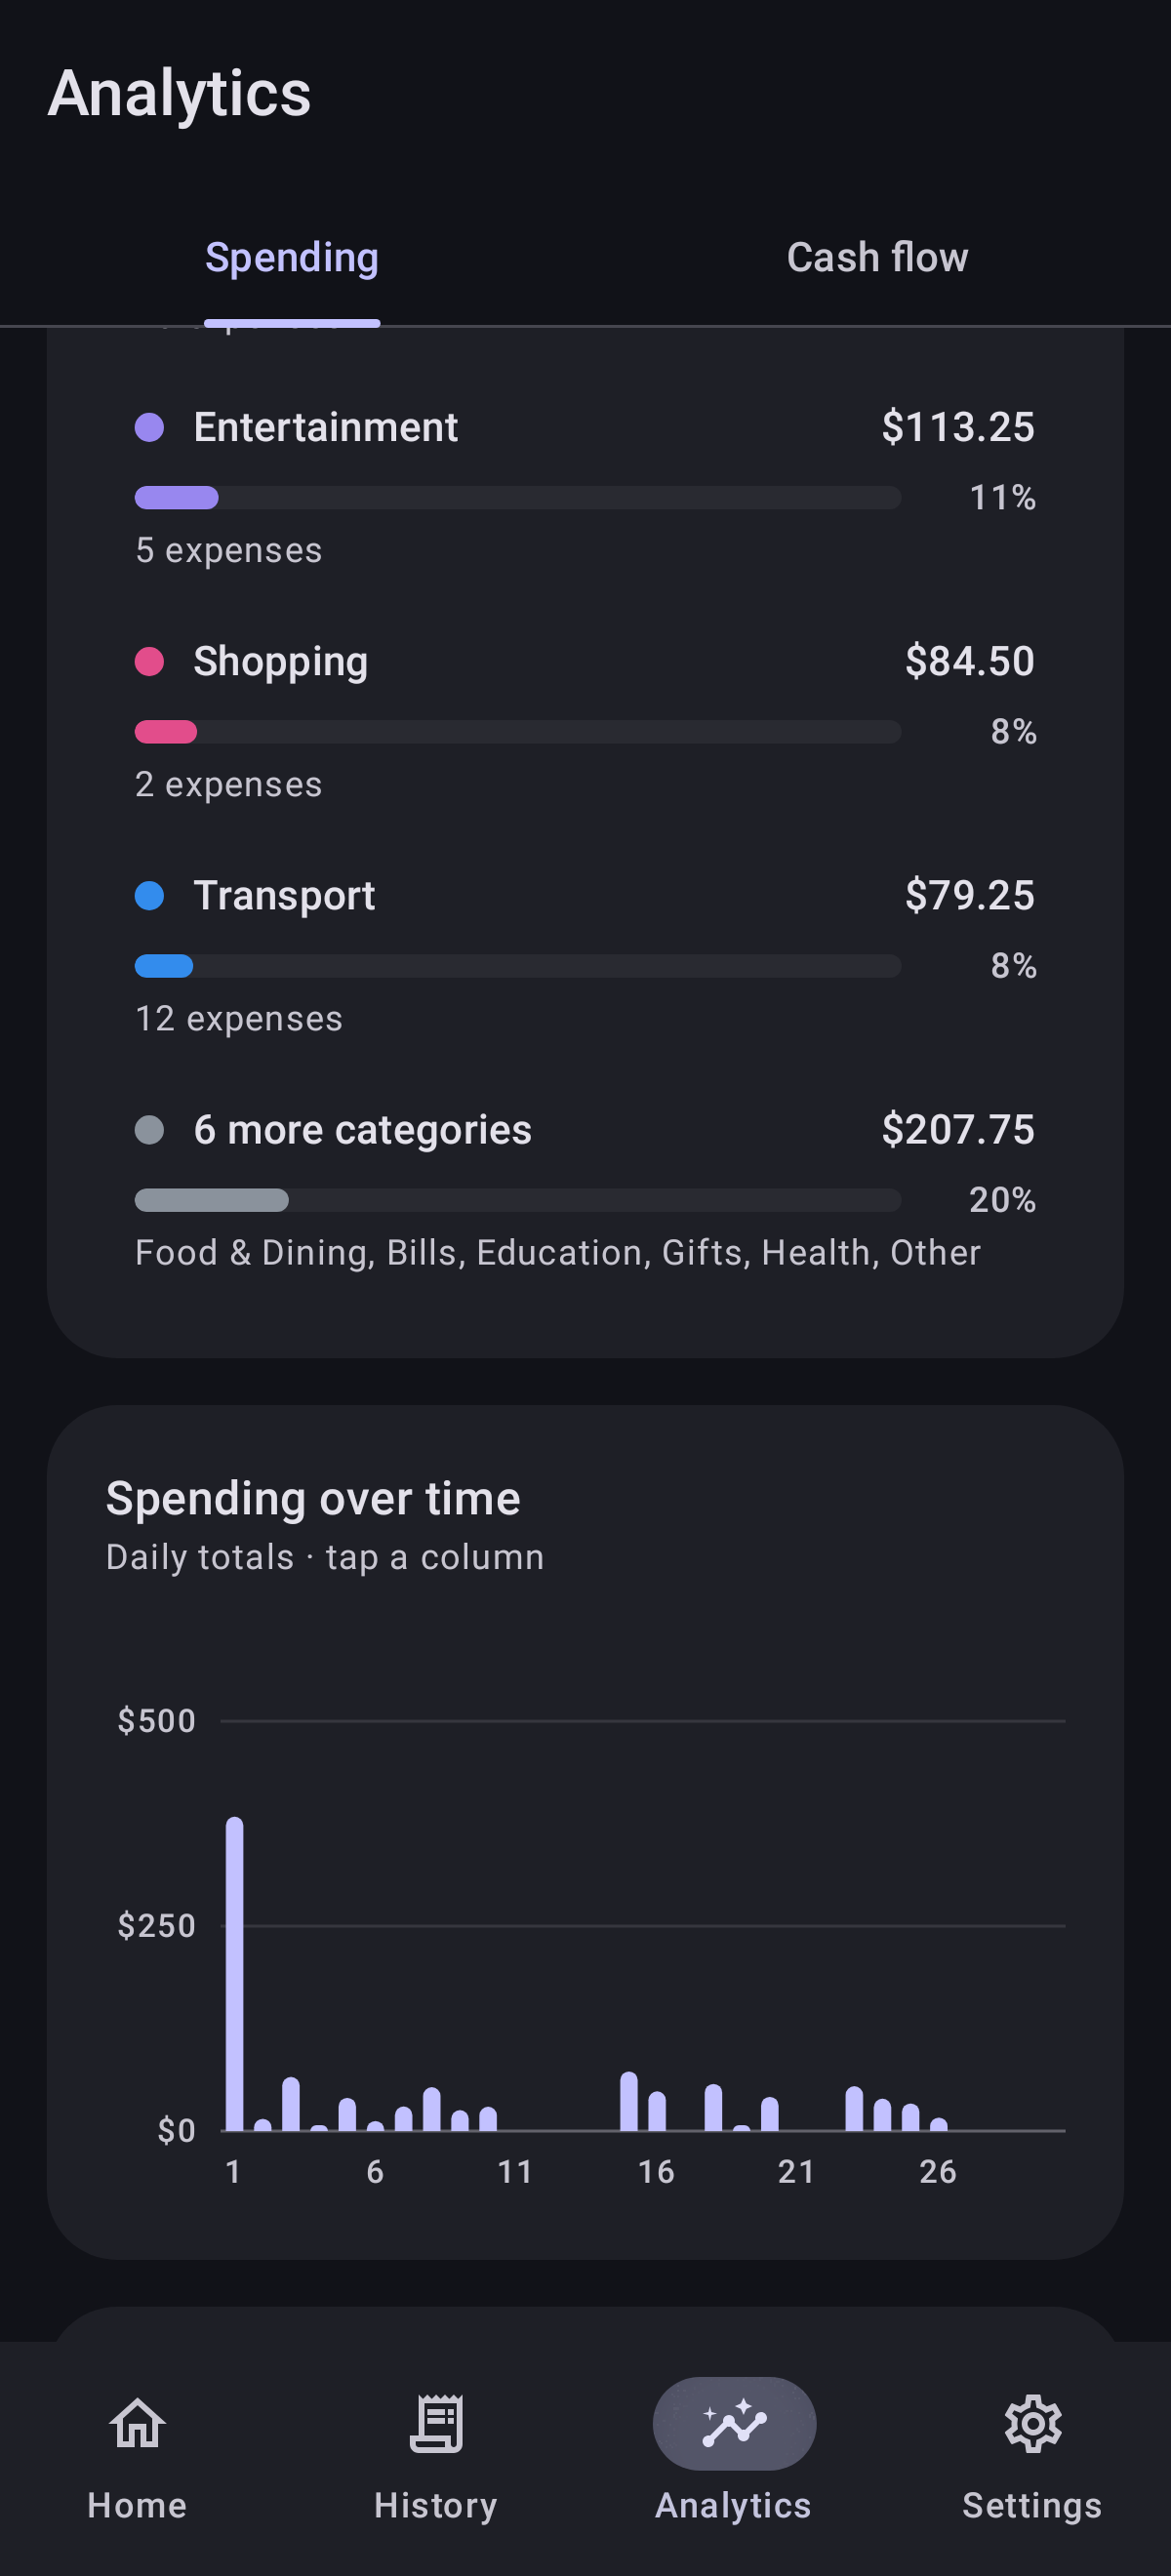 Analytics
Spending
Cash flow
Entertainment
$113.25
11%
5 expenses
Shopping
$84.50
8%
2 expenses
Transport
$79.25
8%
12 expenses
6 more categories
$207.75
20%
Food & Dining, Bills, Education, Gifts, Health, Other
Spending over time
Daily totals · tap a column
$500
$250
$0
1 6 11 16 21 26
Home
History
Analytics
Settings